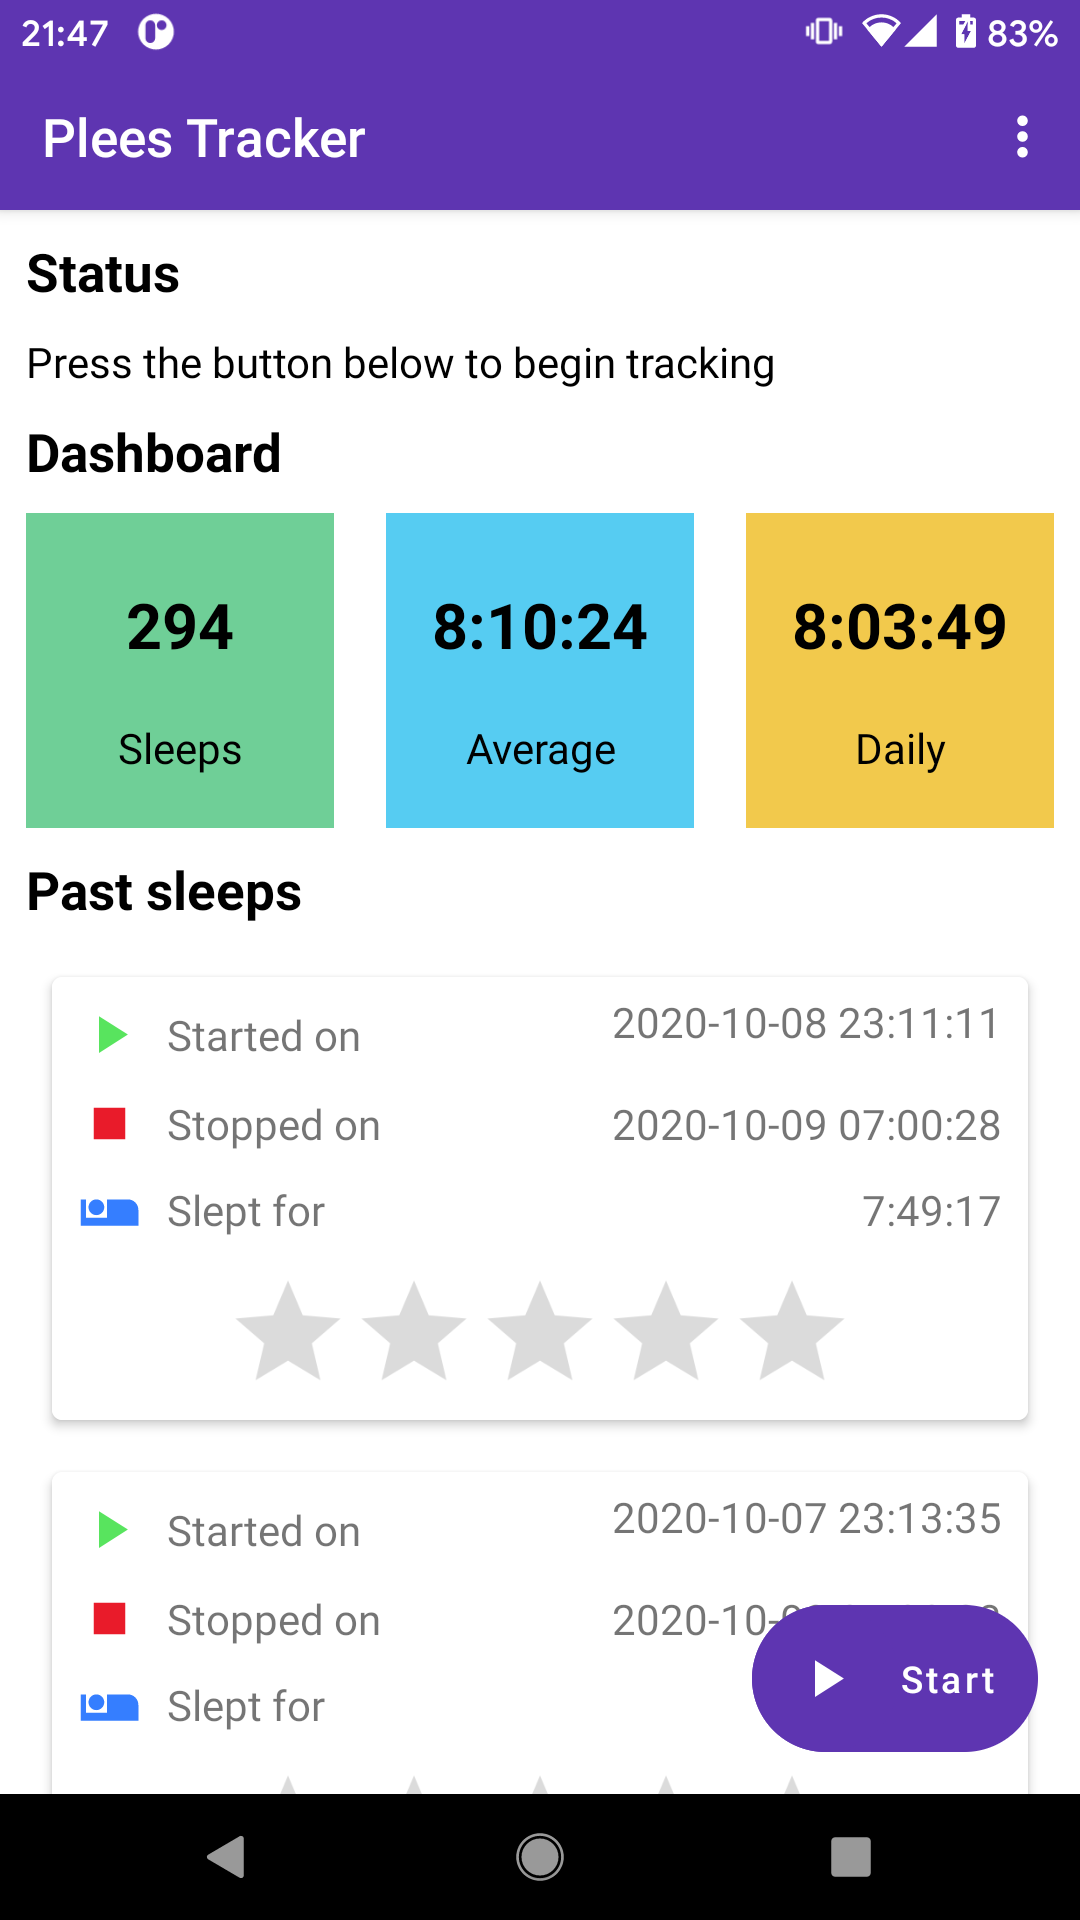 21:47 83%
Plees Tracker
Status
Press the button below to begin tracking
Dashboard
294 8:10:24 8:03:49
Sleeps Average Daily
Past sleeps
Started on 2020-10-08 23:11:11
Stopped on 2020-10-09 07:00:28
Slept for 7:49:17
Started on 2020-10-07 23:13:35
Stopped on 2020-10-
Slept for
Start